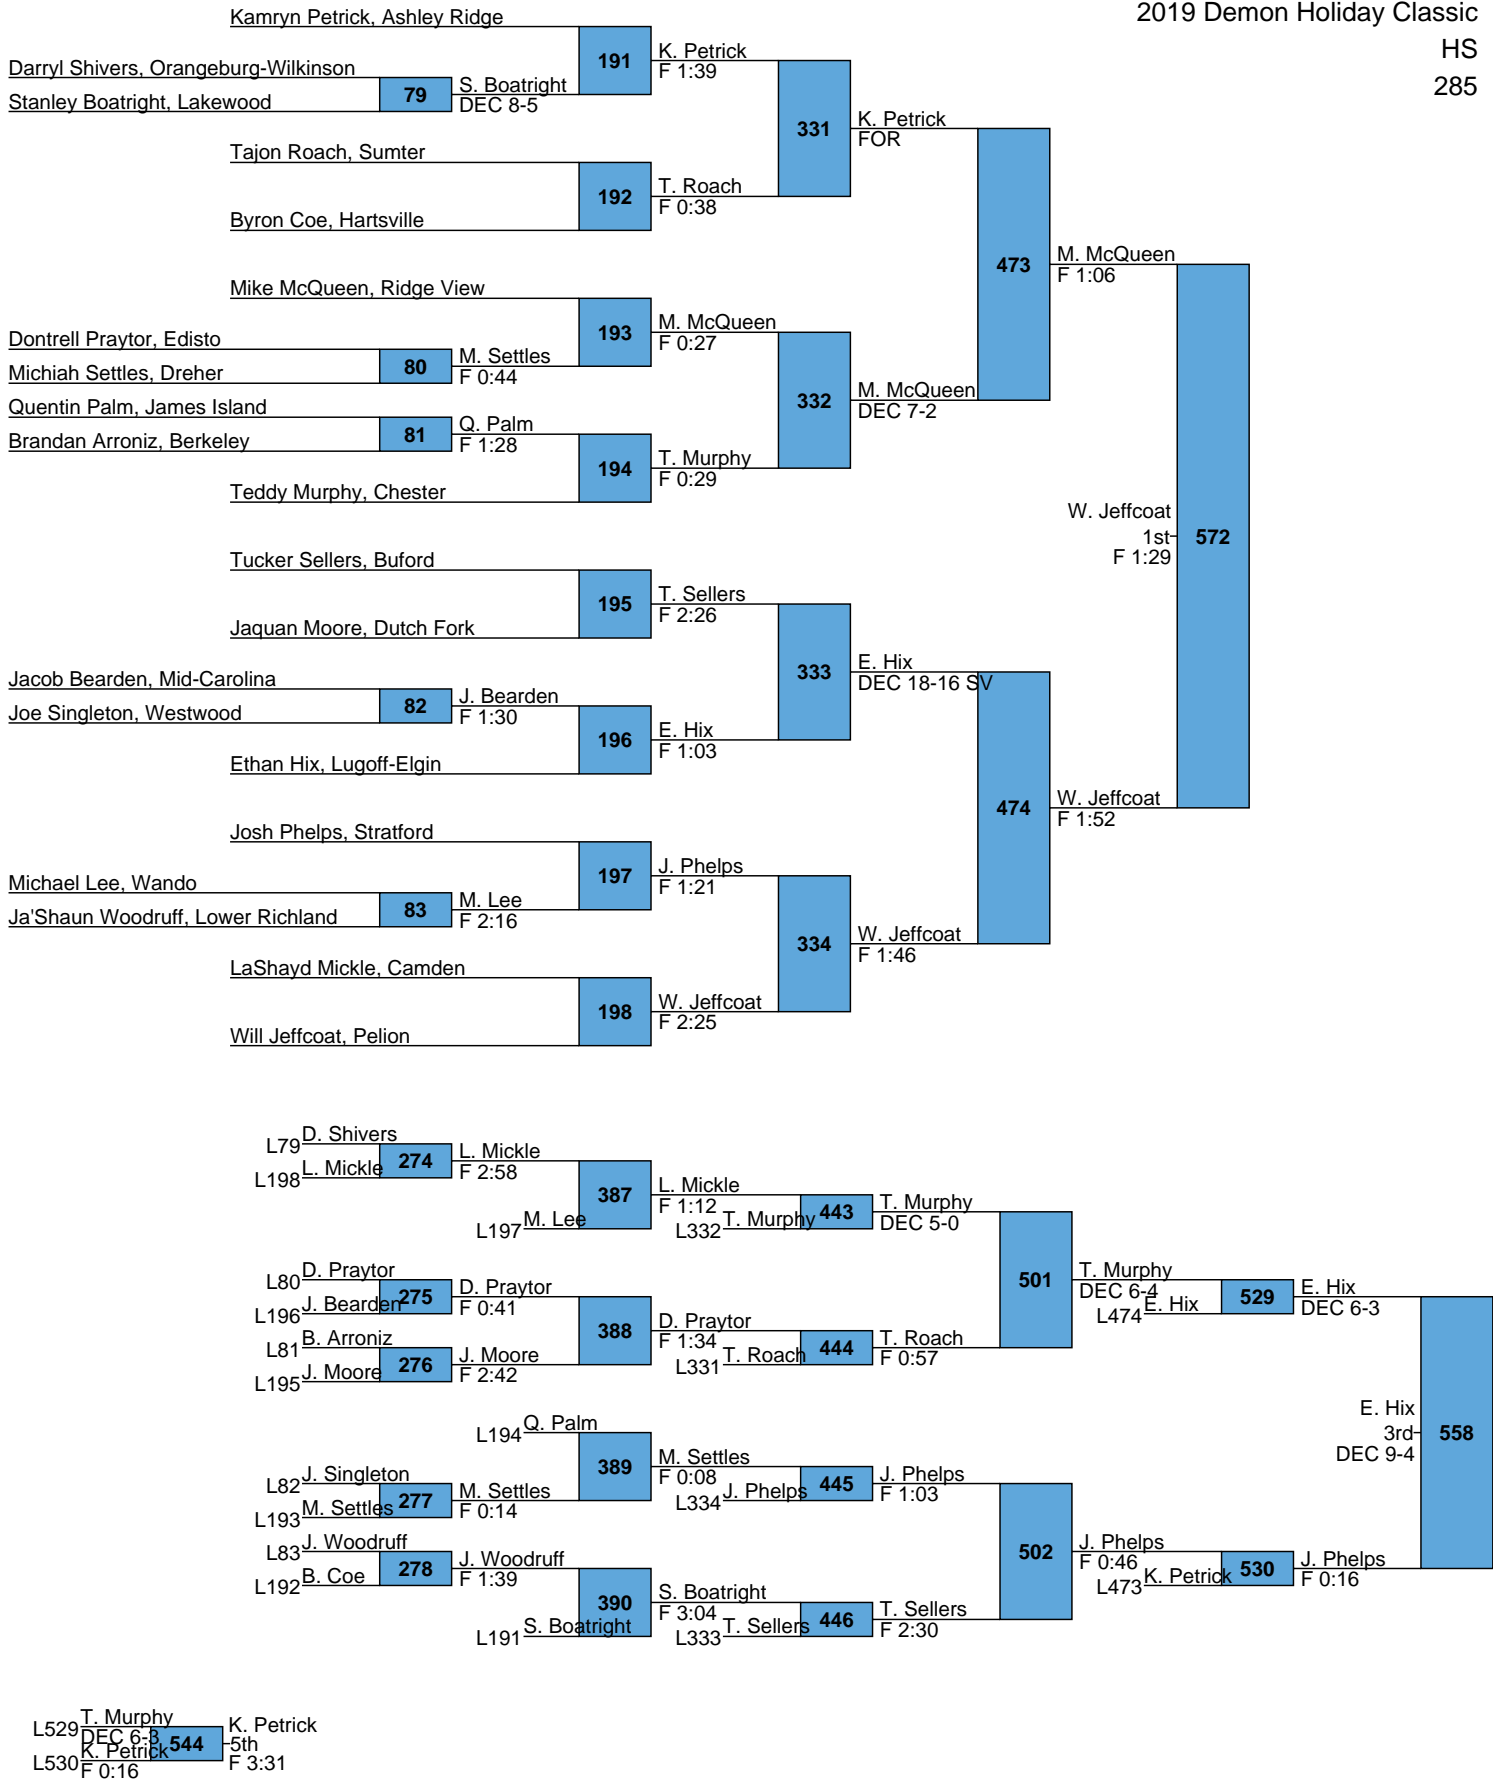 2019 Demon Holiday Classic
HS
285
Kamryn Petrick, Ashley Ridge
191
K. Petrick
F 1:39
Darryl Shivers, Orangeburg-Wilkinson
79
S. Boatright
DEC 8-5
Stanley Boatright, Lakewood
331
K. Petrick
FOR
Tajon Roach, Sumter
192
T. Roach
F 0:38
Byron Coe, Hartsville
473
M. McQueen
F 1:06
Mike McQueen, Ridge View
193
M. McQueen
F 0:27
Dontrell Praytor, Edisto
80
M. Settles
F 0:44
Michiah Settles, Dreher
332
M. McQueen
DEC 7-2
Quentin Palm, James Island
81
Q. Palm
F 1:28
Brandan Arroniz, Berkeley
194
T. Murphy
F 0:29
Teddy Murphy, Chester
W. Jeffcoat
1st
F 1:29
572
Tucker Sellers, Buford
195
T. Sellers
F 2:26
Jaquan Moore, Dutch Fork
333
E. Hix
DEC 18-16 SV
Jacob Bearden, Mid-Carolina
82
J. Bearden
F 1:30
Joe Singleton, Westwood
196
E. Hix
F 1:03
Ethan Hix, Lugoff-Elgin
474
W. Jeffcoat
F 1:52
Josh Phelps, Stratford
197
J. Phelps
F 1:21
Michael Lee, Wando
83
M. Lee
F 2:16
Ja'Shaun Woodruff, Lower Richland
334
W. Jeffcoat
F 1:46
LaShayd Mickle, Camden
198
W. Jeffcoat
F 2:25
Will Jeffcoat, Pelion
L79 D. Shivers
274
L. Mickle
F 2:58
L198 L. Mickle
387
L. Mickle
F 1:12
L197 M. Lee
L332 T. Murphy
443
T. Murphy
DEC 5-0
L80 D. Praytor
275
D. Praytor
F 0:41
L196 J. Bearden
501
T. Murphy
DEC 6-4
L474 E. Hix
529
E. Hix
DEC 6-3
L81 B. Arroniz
388
D. Praytor
F 1:34
276
J. Moore
F 2:42
L195 J. Moore
L331 T. Roach
444
T. Roach
F 0:57
L194 Q. Palm
389
M. Settles
F 0:08
E. Hix
3rd
DEC 9-4
558
L82 J. Singleton
277
M. Settles
F 0:14
L193 M. Settles
L334 J. Phelps
445
J. Phelps
F 1:03
L83 J. Woodruff
278
J. Woodruff
F 1:39
L192 B. Coe
502
J. Phelps
F 0:46
L473 K. Petrick
530
J. Phelps
F 0:16
390
S. Boatright
F 3:04
L191 S. Boatright
L333 T. Sellers
446
T. Sellers
F 2:30
L529 T. Murphy
DEC 6-3
544
K. Petrick
5th
F 3:31
L530 K. Petrick
F 0:16